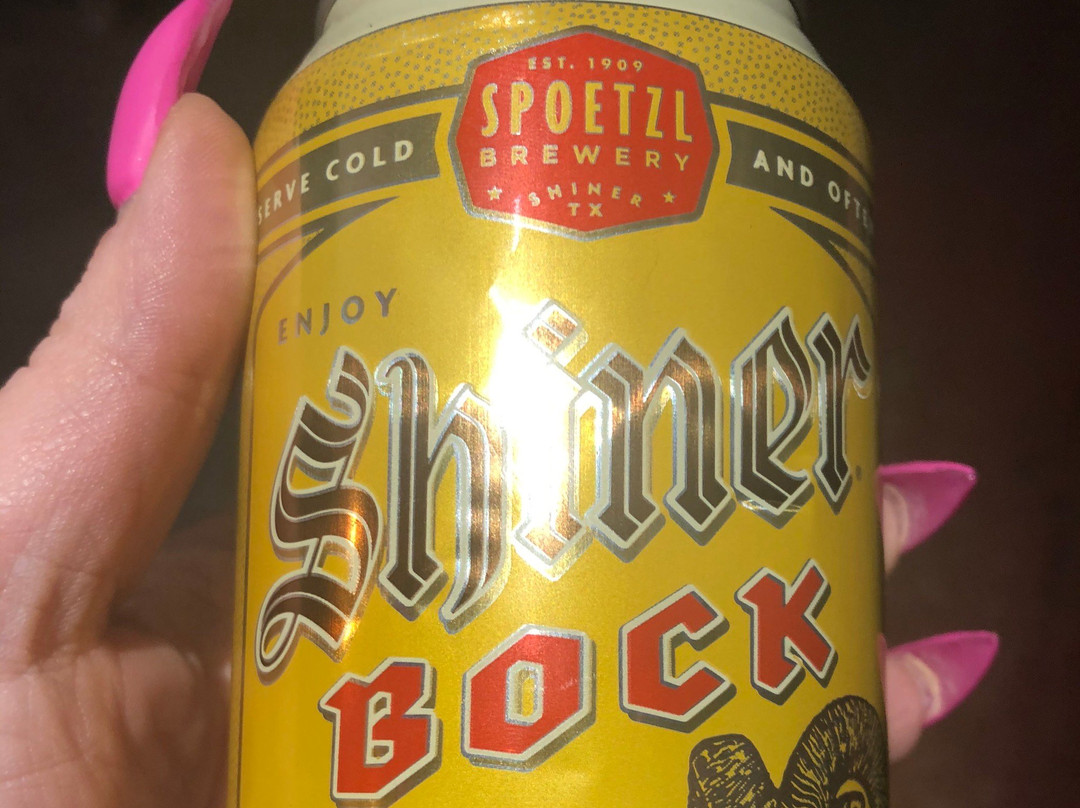 EST. 1909
SPOETZL
BREWERY
SHINER
TX
SERVE COLD
AND OFTE
ENJOY
Shiner
BOCK